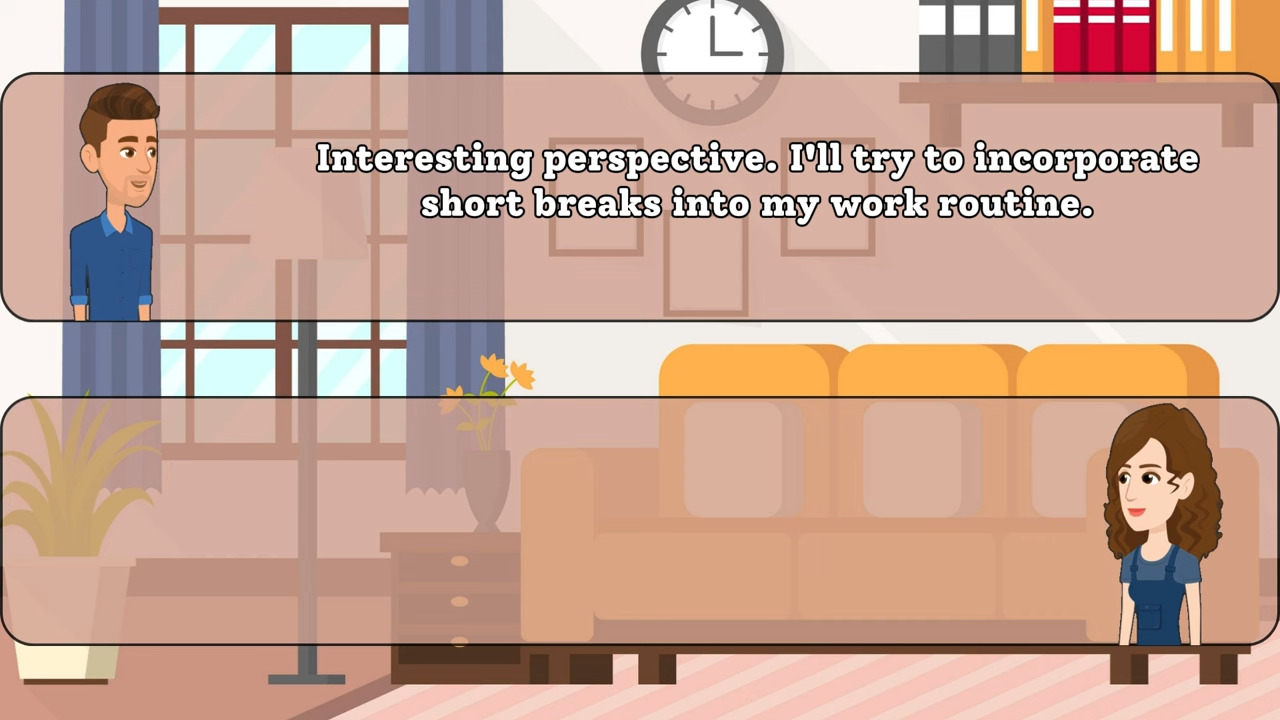 Interesting perspective. I'll try to incorporate
short breaks into my work routine.